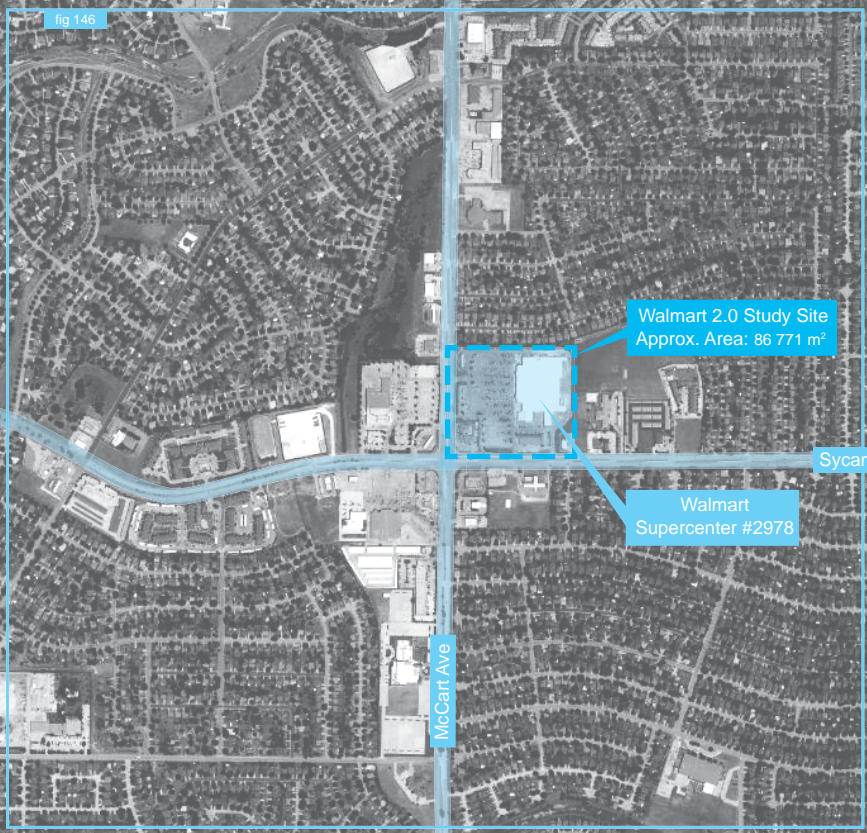 fig 146
Walmart 2.0 Study Site
Approx. Area: 86 771 m²
Sycam
Walmart
Supercenter #2978
McCart Ave